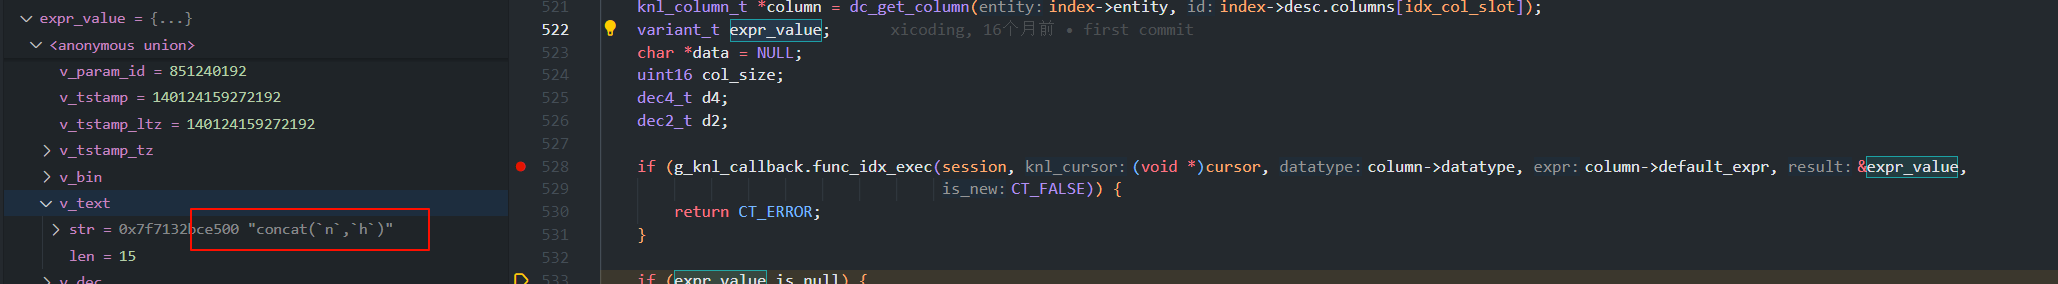 expr_value = {...}
<anonymous union>
v_param_id = 851240192
v_tstamp = 140124159272192
v_tstamp_ltz = 140124159272192
v_tstamp_tz
v_bin
v_text
str = 0x7f7132bce500 "concat(`n`,`h`)"
len = 15
v_dec
521 knl_column_t *column = dc_get_column(entity: index->entity, id: index->desc.columns[idx_col_slot]);
522 variant_t expr_value; xicoding, 16个月前 • first commit
523 char *data = NULL;
524 uint16 col_size;
525 dec4_t d4;
526 dec2_t d2;
527
528 if (g_knl_callback.func_idx_exec(session, knl_cursor: (void *)cursor, datatype: column->datatype, expr: column->default_expr, result: &expr_value,
529 is_new: CT_FALSE)) {
530 return CT_ERROR;
531 }
532
533 if (expr_value.is_null) {